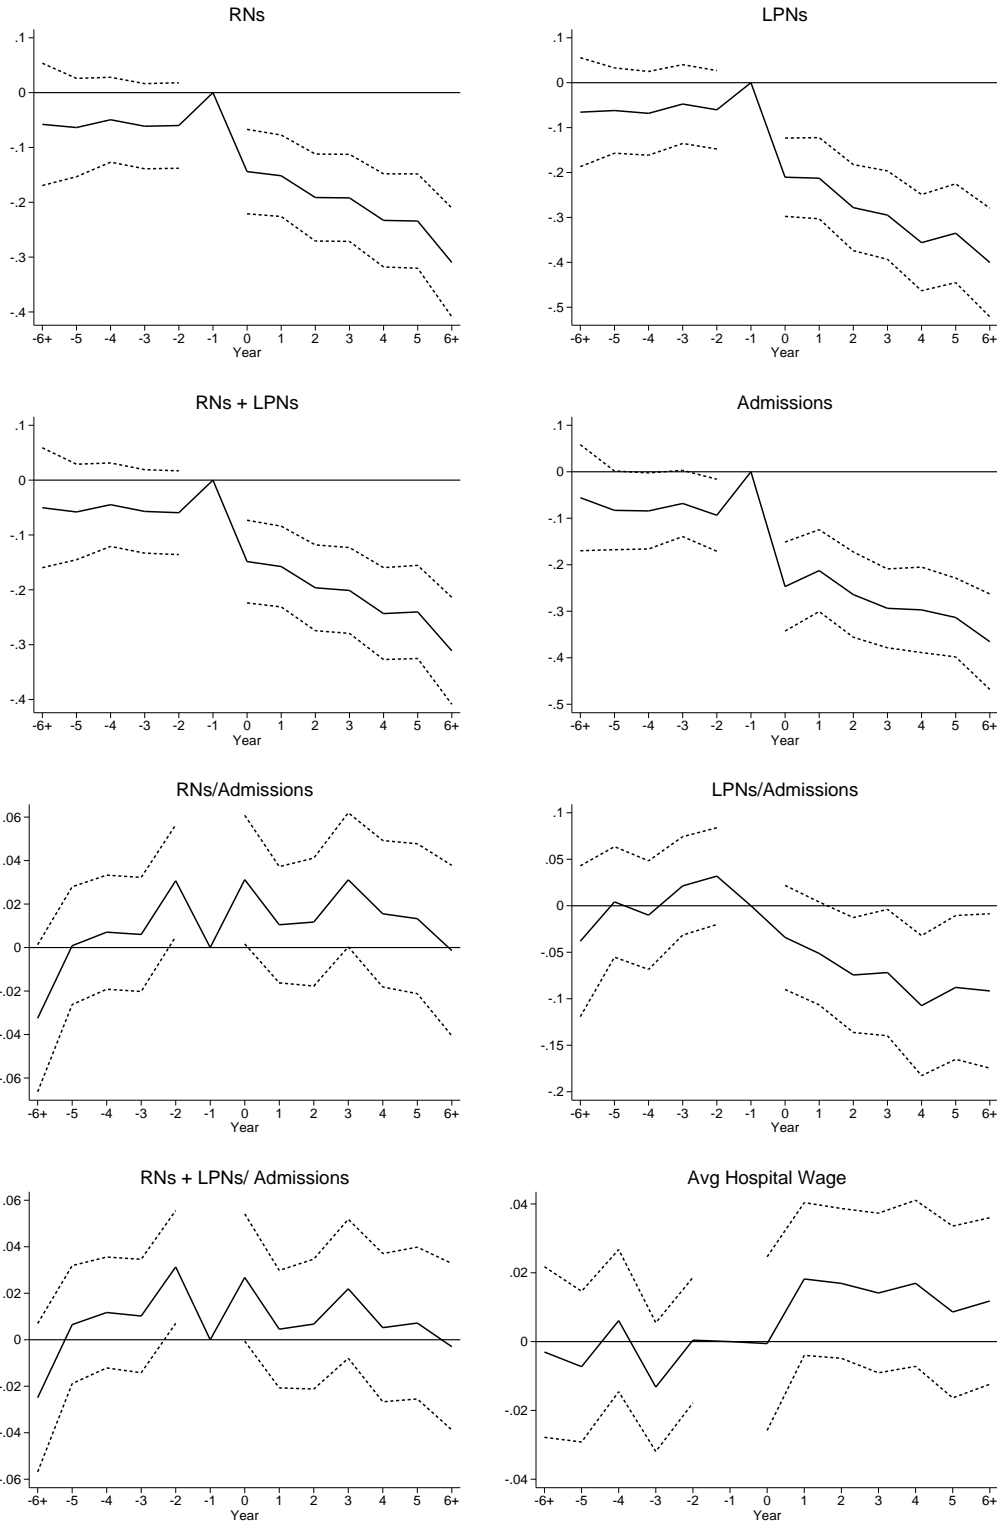 RNs
.1
0
-.1
-.2
-.3
-.4
-6+ -5 -4 -3 -2 -1 0 1 2 3 4 5 6+
Year
LPNs
.1
0
-.1
-.2
-.3
-.4
-.5
-6+ -5 -4 -3 -2 -1 0 1 2 3 4 5 6+
Year
RNs + LPNs
.1
0
-.1
-.2
-.3
-.4
-6+ -5 -4 -3 -2 -1 0 1 2 3 4 5 6+
Year
Admissions
.1
0
-.1
-.2
-.3
-.4
-.5
-6+ -5 -4 -3 -2 -1 0 1 2 3 4 5 6+
Year
RNs/Admissions
.06
.04
.02
0
-.02
-.04
-.06
-6+ -5 -4 -3 -2 -1 0 1 2 3 4 5 6+
Year
LPNs/Admissions
.1
.05
0
-.05
-.1
-.15
-.2
-6+ -5 -4 -3 -2 -1 0 1 2 3 4 5 6+
Year
RNs + LPNs/ Admissions
.06
.04
.02
0
-.02
-.04
-.06
-6+ -5 -4 -3 -2 -1 0 1 2 3 4 5 6+
Year
Avg Hospital Wage
.04
.02
0
-.02
-.04
-6+ -5 -4 -3 -2 -1 0 1 2 3 4 5 6+
Year